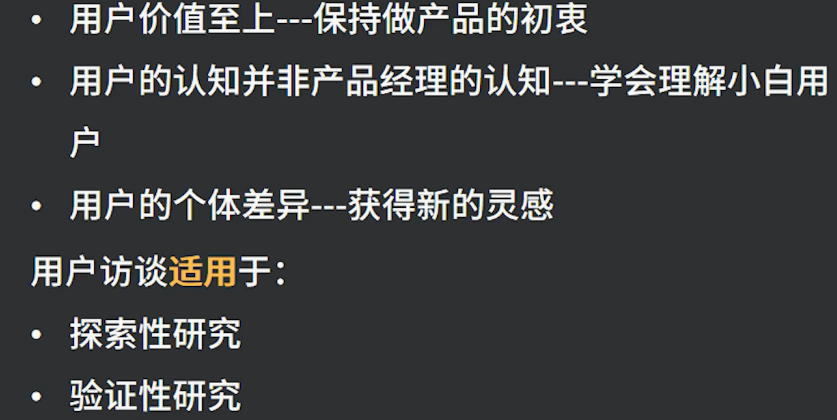 • 用户价值至上---保持做产品的初衷
• 用户的认知并非产品经理的认知---学会理解小白用
户
• 用户的个体差异---获得新的灵感
用户访谈适用于：
• 探索性研究
• 验证性研究